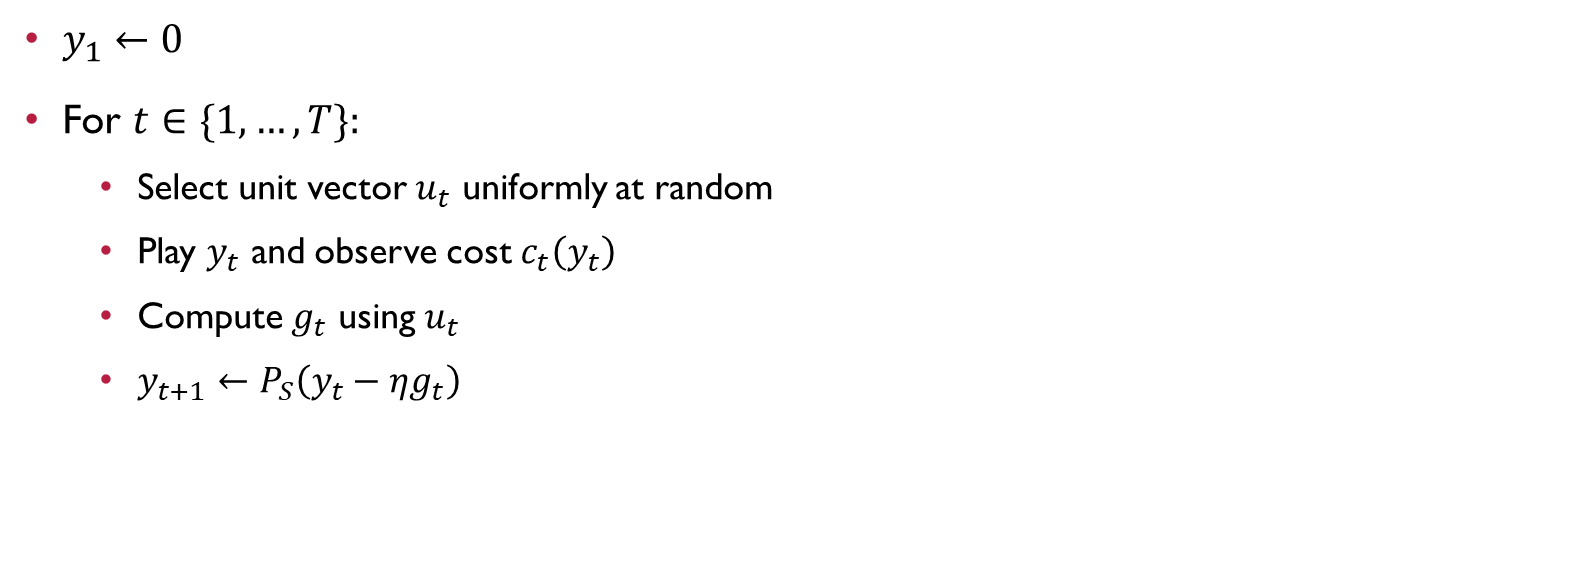 • y₁ ← 0
• For t ∈ {1, … , T}:
• Select unit vector uₜ uniformly at random
• Play yₜ and observe cost cₜ(yₜ)
• Compute gₜ using uₜ
• yₜ₊₁ ← P_S(yₜ − ηgₜ)